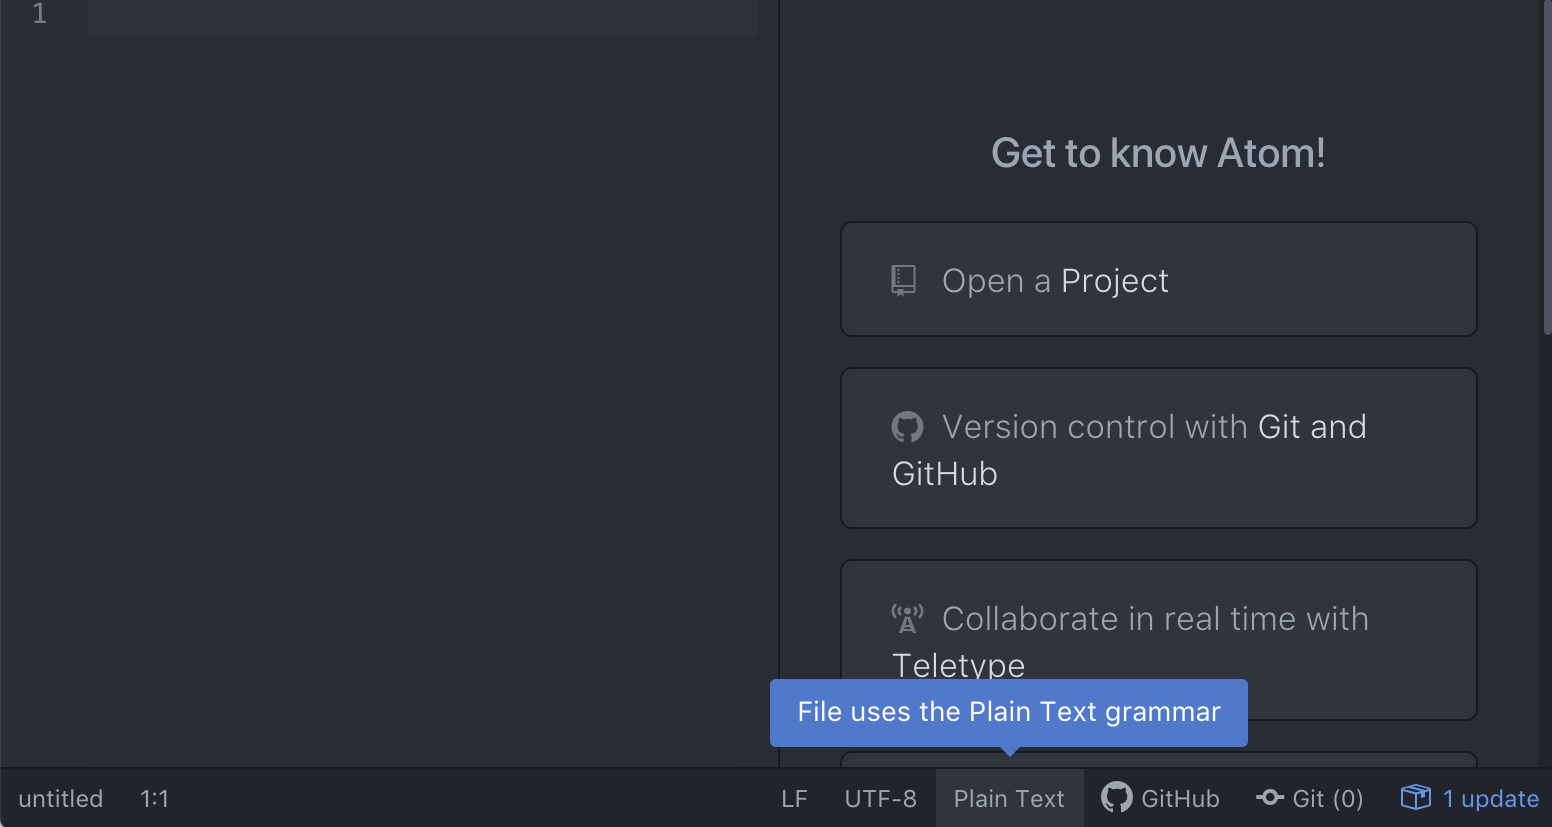 1
Get to know Atom!
Open a Project
Version control with Git and
GitHub
Collaborate in real time with
Teletype
File uses the Plain Text grammar
untitled 1:1 LF UTF-8 Plain Text GitHub Git (0) 1 update